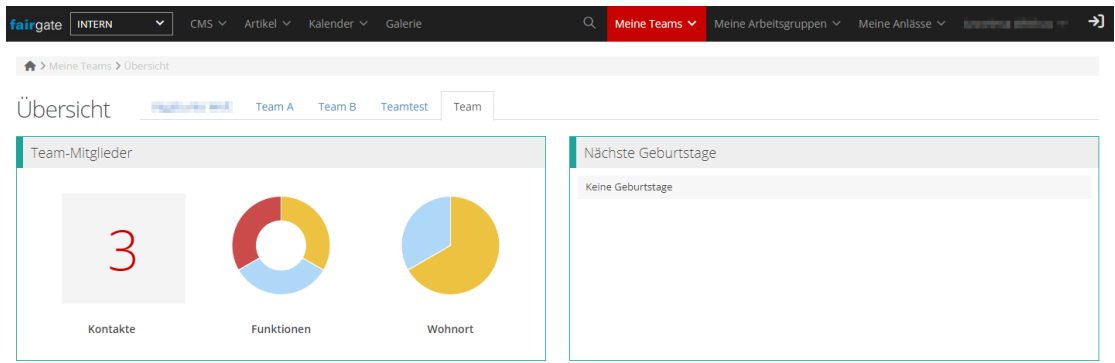 fairgate INTERN CMS Artikel Kalender Galerie Meine Teams Meine Arbeitsgruppen Meine Anlässe
Meine Teams > Übersicht
Übersicht Team A Team B Teamtest Team
Team-Mitglieder
3
Kontakte Funktionen Wohnort
Nächste Geburtstage
Keine Geburtstage